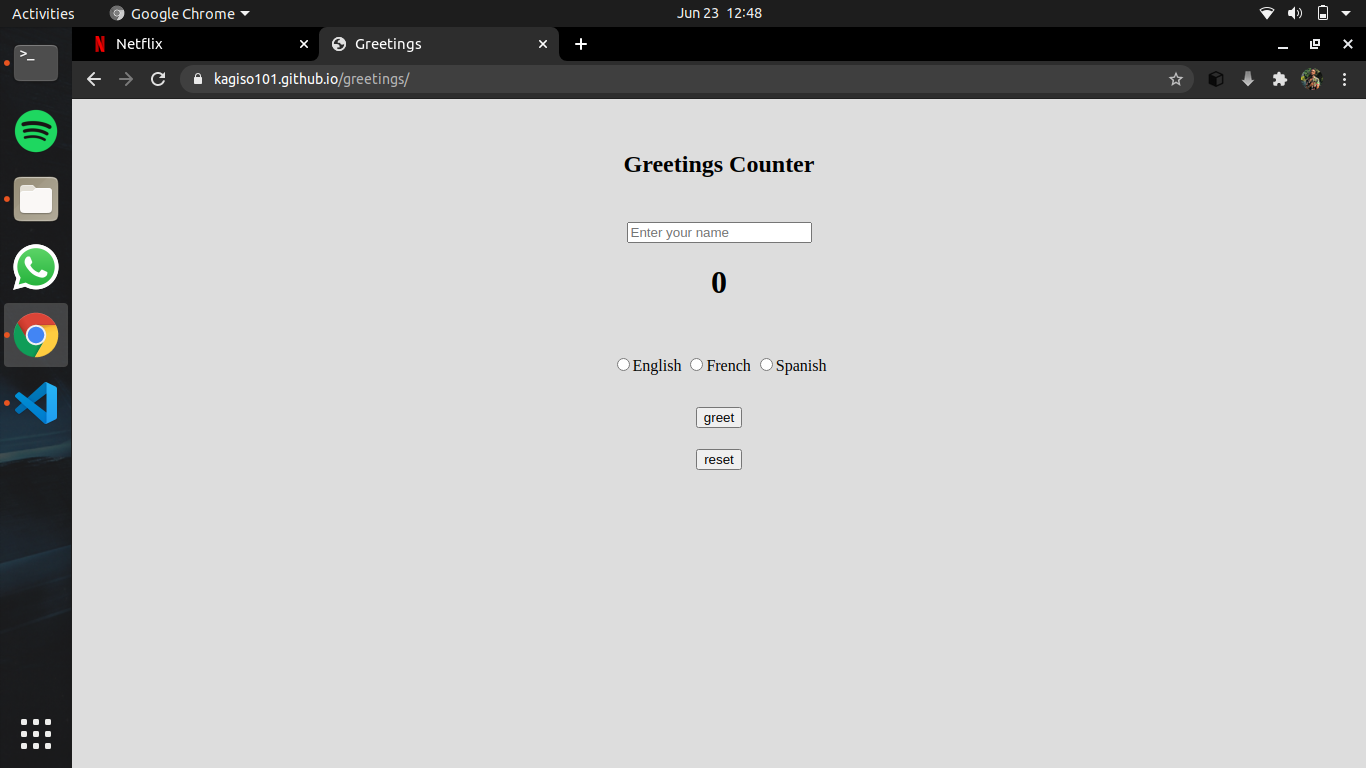 Activities
Google Chrome
Jun 23 12:48
Netflix
Greetings
kagiso101.github.io/greetings/
Greetings Counter
Enter your name
0
English French Spanish
greet
reset